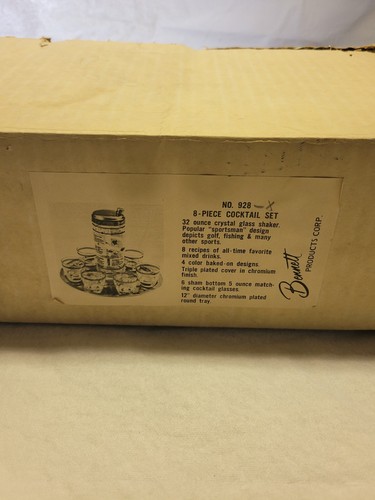 NO. 928-X
8-PIECE COCKTAIL SET
32 ounce crystal glass shaker.
Popular "sportsman" design
depicts golf, fishing & many
other sports.
8 recipes of all-time favorite
mixed drinks.
4 color baked-on designs.
Triple plated cover in chromium
finish.
6 sham bottom 5 ounce match-
ing cocktail glasses.
12" diameter chromium plated
round tray.
Bennett
PRODUCTS CORP.